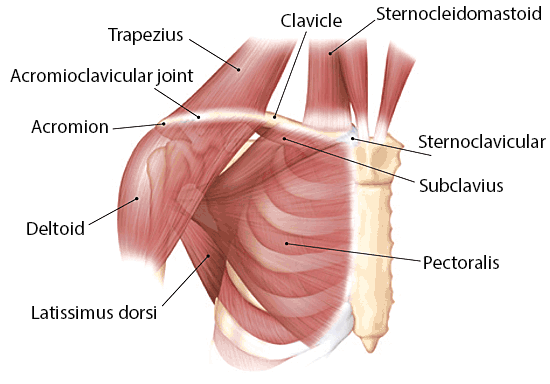 Sternocleidomastoid
Clavicle
Trapezius
Acromioclavicular joint
Acromion
Sternoclavicular
Subclavius
Deltoid
Pectoralis
Latissimus dorsi